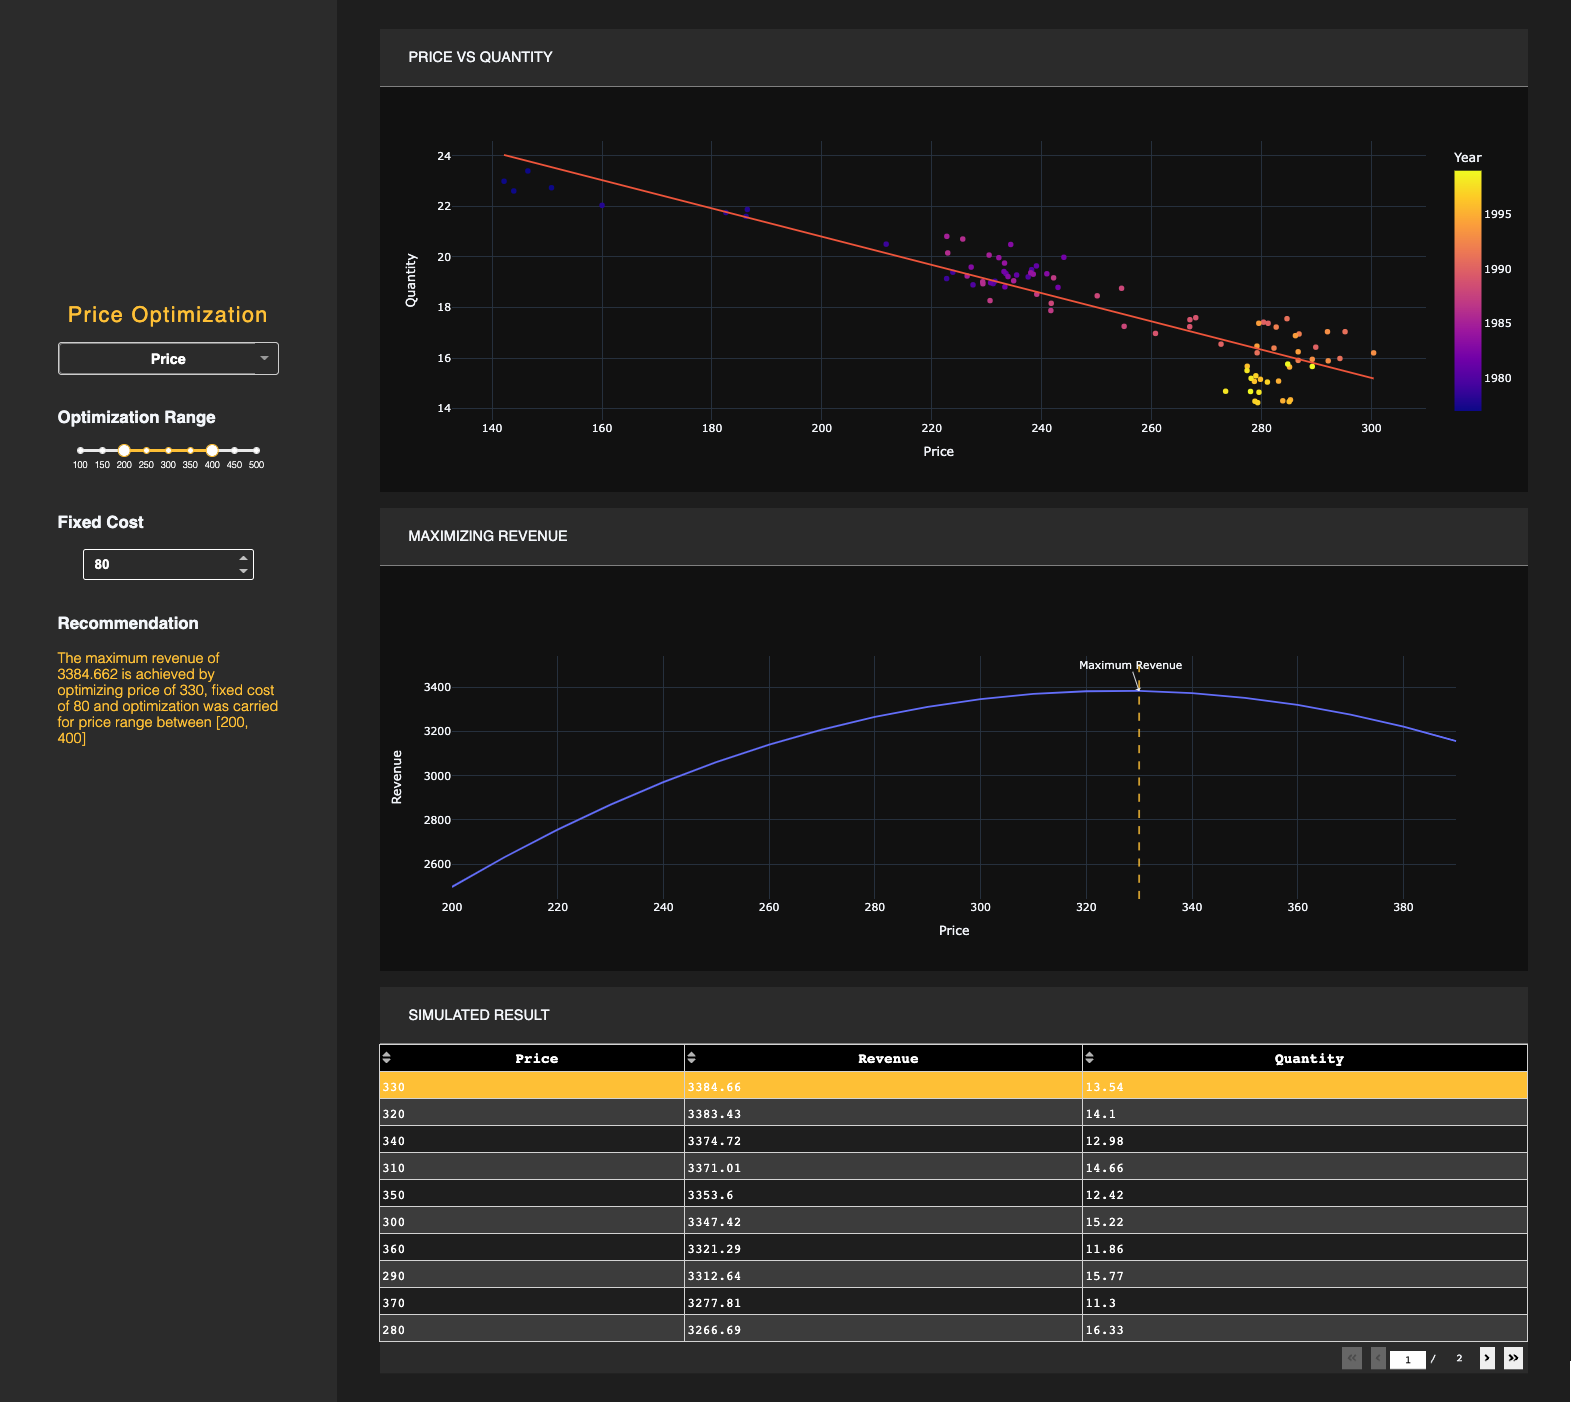 Price Optimization
Price
Optimization Range
100 150 200 250 300 350 400 450 500
Fixed Cost
80
Recommendation
The maximum revenue of
3384.662 is achieved by
optimizing price of 330, fixed cost
of 80 and optimization was carried
for price range between [200,
400]
PRICE VS QUANTITY
24
22
20
18
16
14
Quantity
140 160 180 200 220 240 260 280 300
Price
Year
1995
1990
1985
1980
MAXIMIZING REVENUE
Maximum Revenue
3400
3200
3000
2800
2600
Revenue
200 220 240 260 280 300 320 340 360 380
Price
SIMULATED RESULT
Price Revenue Quantity
330 3384.66 13.54
320 3383.43 14.1
340 3374.72 12.98
310 3371.01 14.66
350 3353.6 12.42
300 3347.42 15.22
360 3321.29 11.86
290 3312.64 15.77
370 3277.81 11.3
280 3266.69 16.33
1 / 2